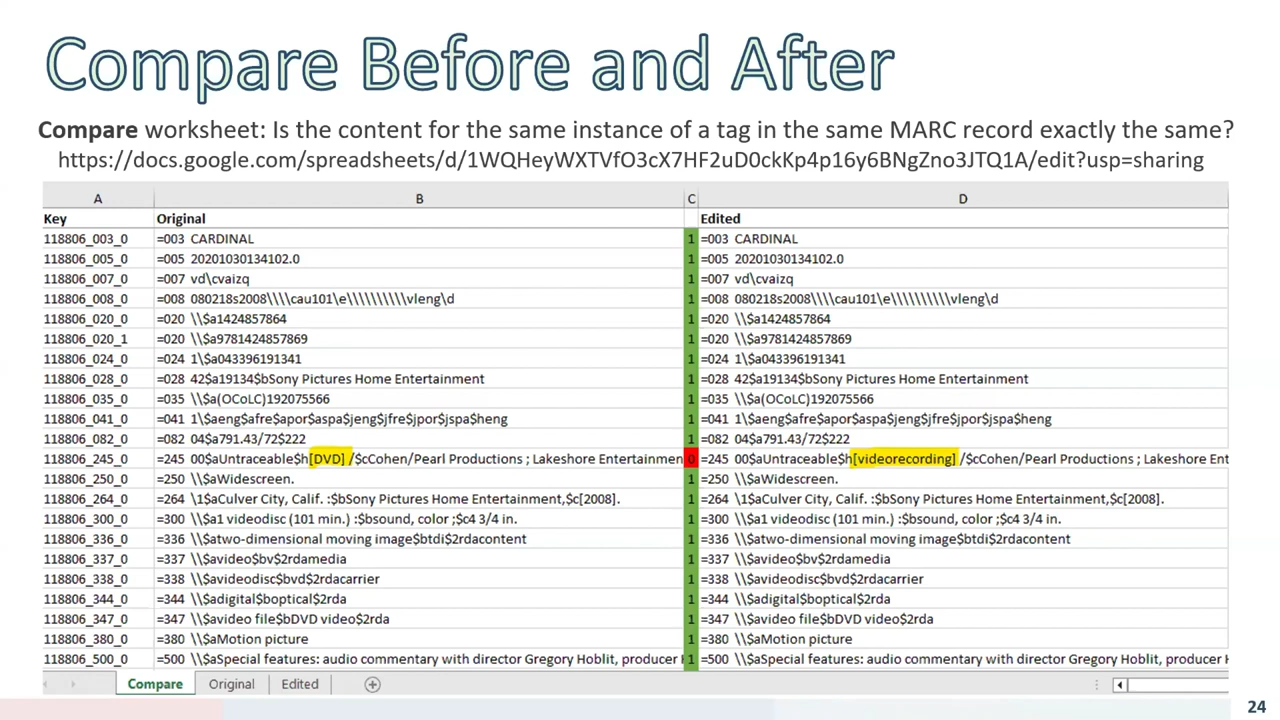 Compare Before and After
Compare worksheet: Is the content for the same instance of a tag in the same MARC record exactly the same?
https://docs.google.com/spreadsheets/d/1WQHeyWXTVfO3cX7HF2uD0ckKp4p16y6BNgZno3JTQ1A/edit?usp=sharing
A B C D
Key Original Edited
118806_003_0 =003 CARDINAL 1 =003 CARDINAL
118806_005_0 =005 20201030134102.0 1 =005 20201030134102.0
118806_007_0 =007 vd\cvaizq 1 =007 vd\cvaizq
118806_008_0 =008 080218s2008\\\\cau101\e\\\\\\\\\\vleng\d 1 =008 080218s2008\\\\cau101\e\\\\\\\\\\vleng\d
118806_020_0 =020 \\$a1424857864 1 =020 \\$a1424857864
118806_020_1 =020 \\$a9781424857869 1 =020 \\$a9781424857869
118806_024_0 =024 1\$a043396191341 1 =024 1\$a043396191341
118806_028_0 =028 42$a19134$bSony Pictures Home Entertainment 1 =028 42$a19134$bSony Pictures Home Entertainment
118806_035_0 =035 \\$a(OCoLC)192075566 1 =035 \\$a(OCoLC)192075566
118806_041_0 =041 1\$aeng$afre$apor$aspa$jeng$jfre$jpor$jspa$heng 1 =041 1\$aeng$afre$apor$aspa$jeng$jfre$jpor$jspa$heng
118806_082_0 =082 04$a791.43/72$222 1 =082 04$a791.43/72$222
118806_245_0 =245 00$aUntraceable$h[DVD] /$cCohen/Pearl Productions ; Lakeshore Entertainmen 0 =245 00$aUntraceable$h[videorecording] /$cCohen/Pearl Productions ; Lakeshore Ent
118806_250_0 =250 \\$aWidescreen. 1 =250 \\$aWidescreen.
118806_264_0 =264 \1$aCulver City, Calif. :$bSony Pictures Home Entertainment,$c[2008]. 1 =264 \1$aCulver City, Calif. :$bSony Pictures Home Entertainment,$c[2008].
118806_300_0 =300 \\$a1 videodisc (101 min.) :$bsound, color ;$c4 3/4 in. 1 =300 \\$a1 videodisc (101 min.) :$bsound, color ;$c4 3/4 in.
118806_336_0 =336 \\$atwo-dimensional moving image$btdi$2rdacontent 1 =336 \\$atwo-dimensional moving image$btdi$2rdacontent
118806_337_0 =337 \\$avideo$bv$2rdamedia 1 =337 \\$avideo$bv$2rdamedia
118806_338_0 =338 \\$avideodisc$bvd$2rdacarrier 1 =338 \\$avideodisc$bvd$2rdacarrier
118806_344_0 =344 \\$adigital$boptical$2rda 1 =344 \\$adigital$boptical$2rda
118806_347_0 =347 \\$avideo file$bDVD video$2rda 1 =347 \\$avideo file$bDVD video$2rda
118806_380_0 =380 \\$aMotion picture 1 =380 \\$aMotion picture
118806_500_0 =500 \\$aSpecial features: audio commentary with director Gregory Hoblit, producer H 1 =500 \\$aSpecial features: audio commentary with director Gregory Hoblit, producer H
Compare Original Edited
24